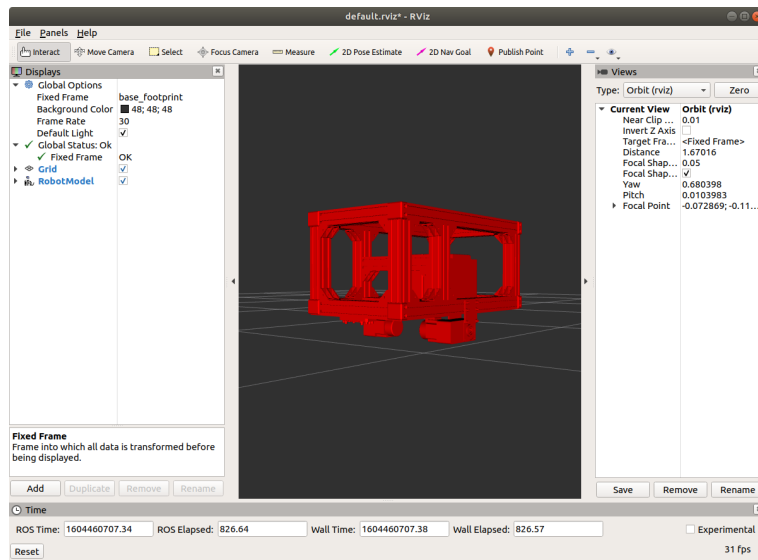 default.rviz* - RViz
File Panels Help
Interact Move Camera Select Focus Camera Measure 2D Pose Estimate 2D Nav Goal Publish Point
Displays
Global Options
Fixed Frame base_footprint
Background Color 48; 48; 48
Frame Rate 30
Default Light
Global Status: Ok
Fixed Frame OK
Grid
RobotModel
Fixed Frame
Frame into which all data is transformed before
being displayed.
Add Duplicate Remove Rename
Views
Type: Orbit (rviz) Zero
Current View Orbit (rviz)
Near Clip ... 0.01
Invert Z Axis
Target Fra... <Fixed Frame>
Distance 1.67016
Focal Shap... 0.05
Focal Shap...
Yaw 0.680398
Pitch 0.0103983
Focal Point -0.072869; -0.11...
Save Remove Rename
Time
ROS Time: 1604460707.34 ROS Elapsed: 826.64 Wall Time: 1604460707.38 Wall Elapsed: 826.57 Experimental
Reset 31 fps